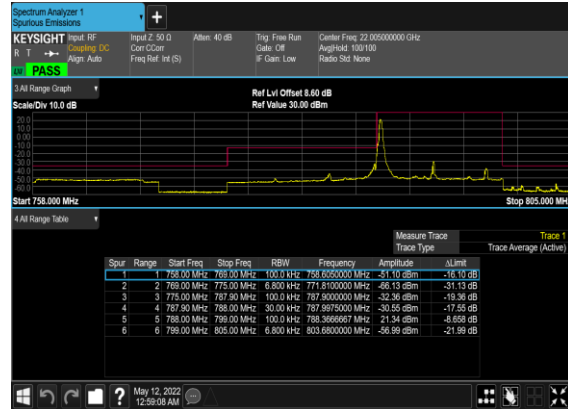 Spectrum Analyzer 1
Spurious Emissions
KEYSIGHT Input: RF Input Z: 50 Ω Atten: 40 dB Trig: Free Run Center Freq: 22.005000000 GHz
R T Coupling: DC Corr CCorr Gate: Off Avg|Hold: 100/100
Align: Auto Freq Ref: Int (S) IF Gain: Low Radio Std: None
PASS
3 All Range Graph
Ref Lvl Offset 8.60 dB
Scale/Div 10.0 dB Ref Value 30.00 dBm
20.0
10.0
0.00
-10.0
-20.0
-30.0
-40.0
-50.0
-60.0
Start 758.000 MHz Stop 805.000 MH
4 All Range Table
Measure Trace Trace 1
Trace Type Trace Average (Active)
Spur Range Start Freq Stop Freq RBW Frequency Amplitude ΔLimit
1 1 758.00 MHz 769.00 MHz 100.0 kHz 758.6050000 MHz -51.10 dBm -16.10 dB
2 2 769.00 MHz 775.00 MHz 6.800 kHz 771.8100000 MHz -66.13 dBm -31.13 dB
3 3 775.00 MHz 787.90 MHz 100.0 kHz 787.9000000 MHz -32.36 dBm -19.36 dB
4 4 787.90 MHz 788.00 MHz 30.00 kHz 787.9975000 MHz -30.55 dBm -17.55 dB
5 5 788.00 MHz 799.00 MHz 100.0 kHz 788.3666667 MHz 21.34 dBm -8.658 dB
6 6 799.00 MHz 805.00 MHz 6.800 kHz 803.6800000 MHz -56.99 dBm -21.99 dB
? May 12, 2022
12:59:08 AM